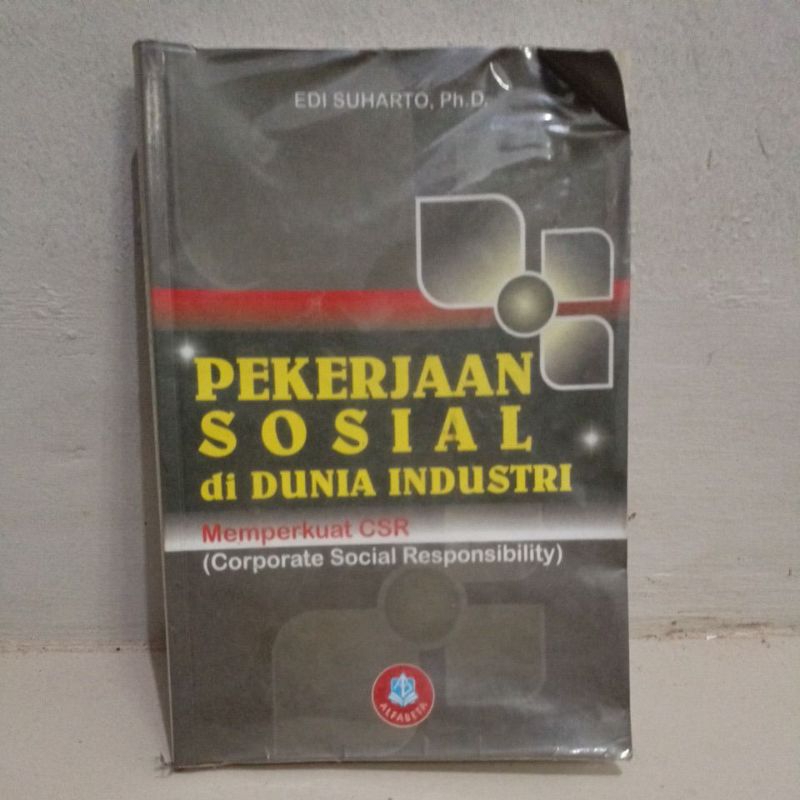 EDI SUHARTO, Ph.D.
PEKERJAAN
SOSIAL
di DUNIA INDUSTRI
Memperkuat CSR
(Corporate Social Responsibility)
ALFABETA